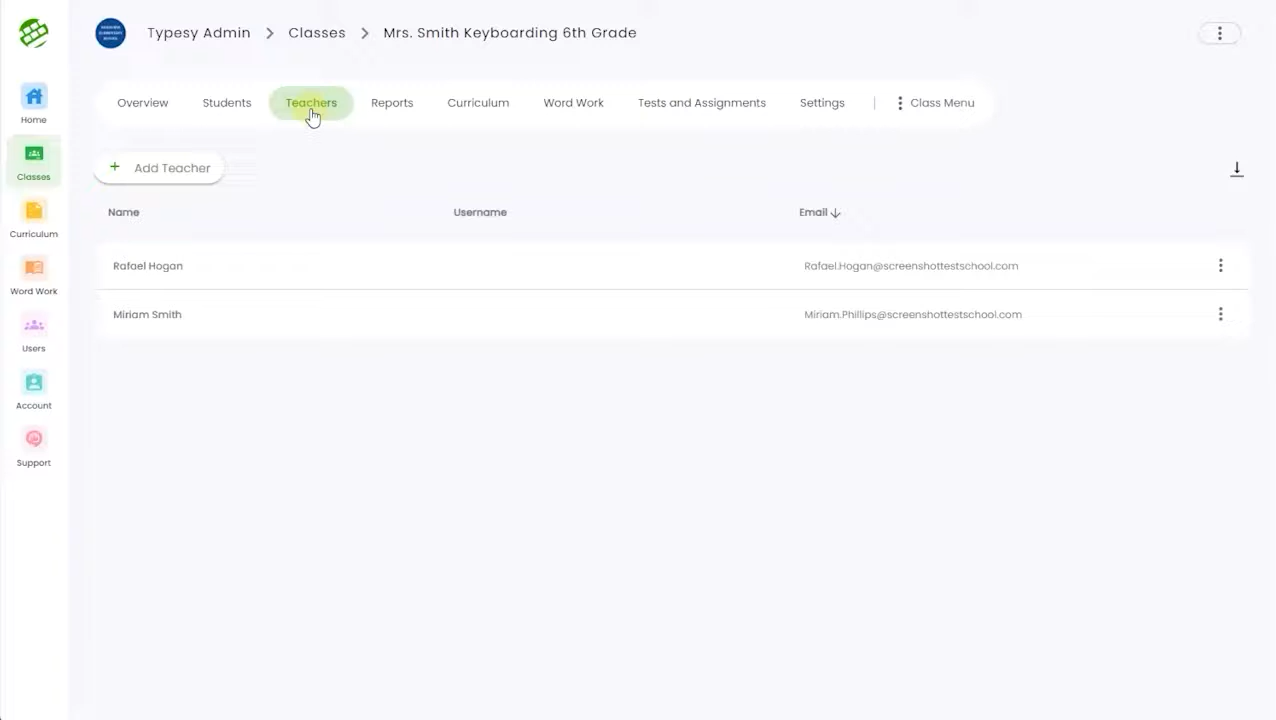 Typesy Admin > Classes > Mrs. Smith Keyboarding 6th Grade
Overview Students Teachers Reports Curriculum Word Work Tests and Assignments Settings | Class Menu
+ Add Teacher
Name Username Email
Rafael Hogan Rafael.Hogan@screenshottestschool.com
Miriam Smith Miriam.Phillips@screenshottestschool.com
Home
Classes
Curriculum
Word Work
Users
Account
Support